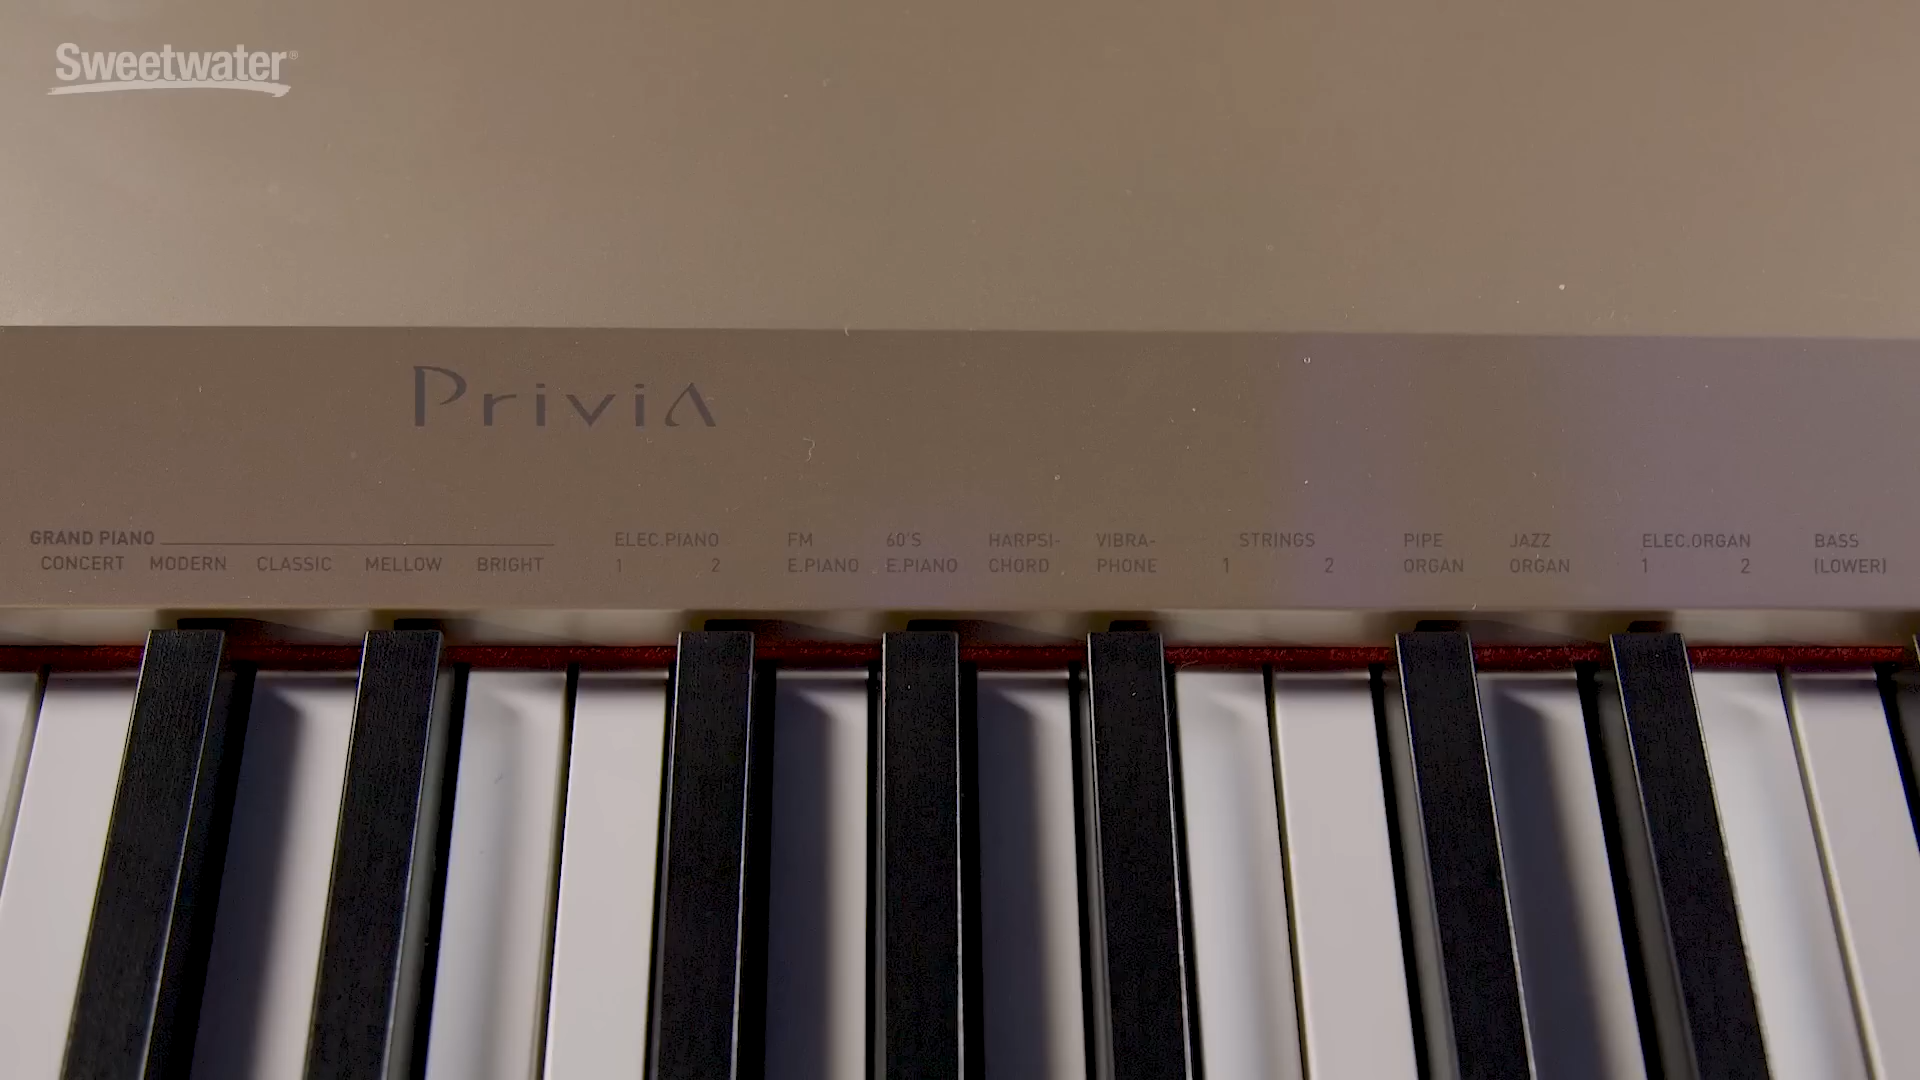 Sweetwater®
Privia
GRAND PIANO ELEC.PIANO FM 60'S HARPSI- VIBRA- STRINGS PIPE JAZZ ELEC.ORGAN BASS
CONCERT MODERN CLASSIC MELLOW BRIGHT 1 2 E.PIANO E.PIANO CHORD PHONE 1 2 ORGAN ORGAN 1 2 (LOWER)